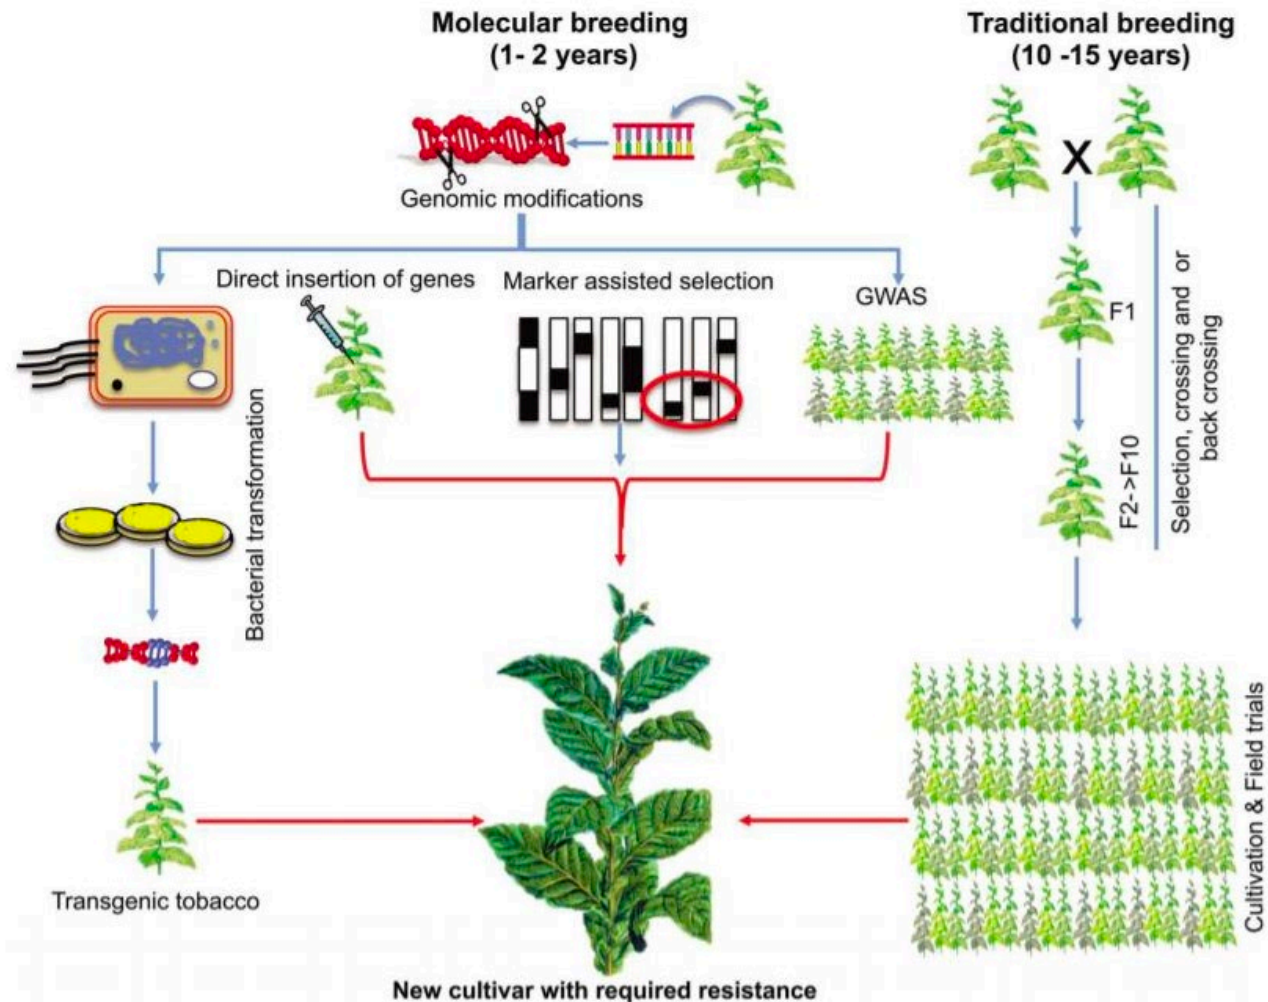 Molecular breeding
(1- 2 years)
Traditional breeding
(10 -15 years)
X
Genomic modifications
Direct insertion of genes
Marker assisted selection
GWAS
F1
F2->F10
Selection, crossing and or
back crossing
Bacterial transformation
Transgenic tobacco
Cultivation & Field trials
New cultivar with required resistance